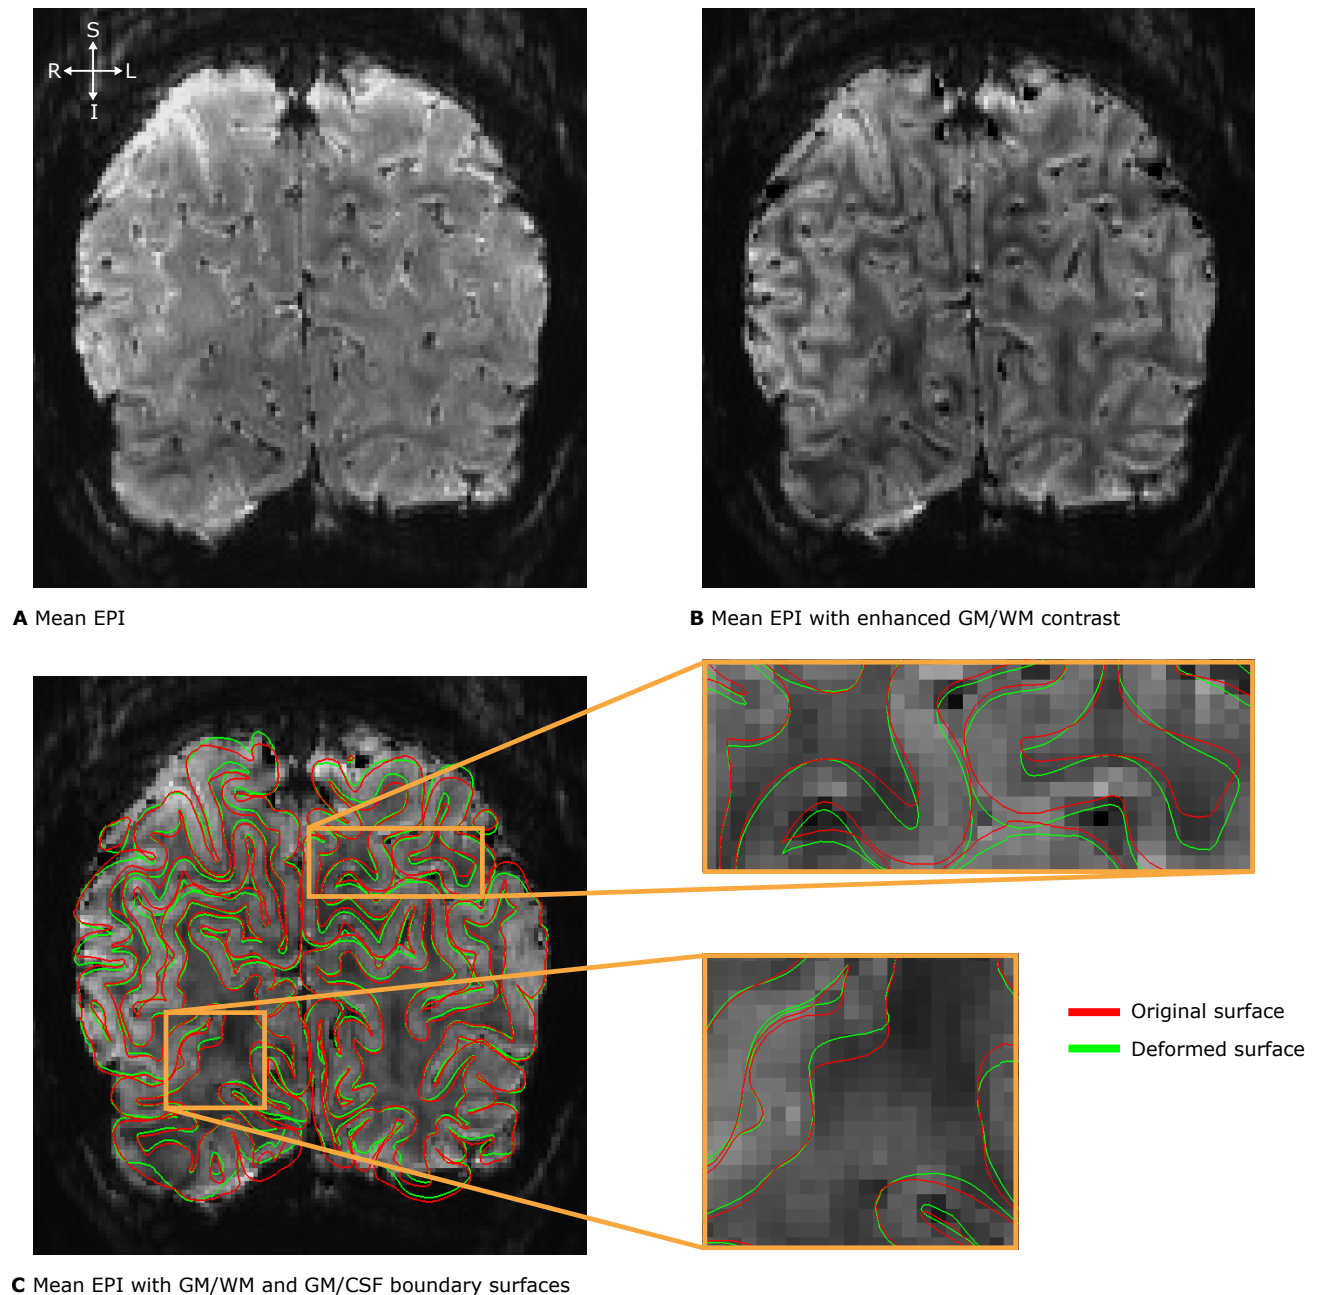 S
R L
I
A Mean EPI
B Mean EPI with enhanced GM/WM contrast
Original surface
Deformed surface
C Mean EPI with GM/WM and GM/CSF boundary surfaces